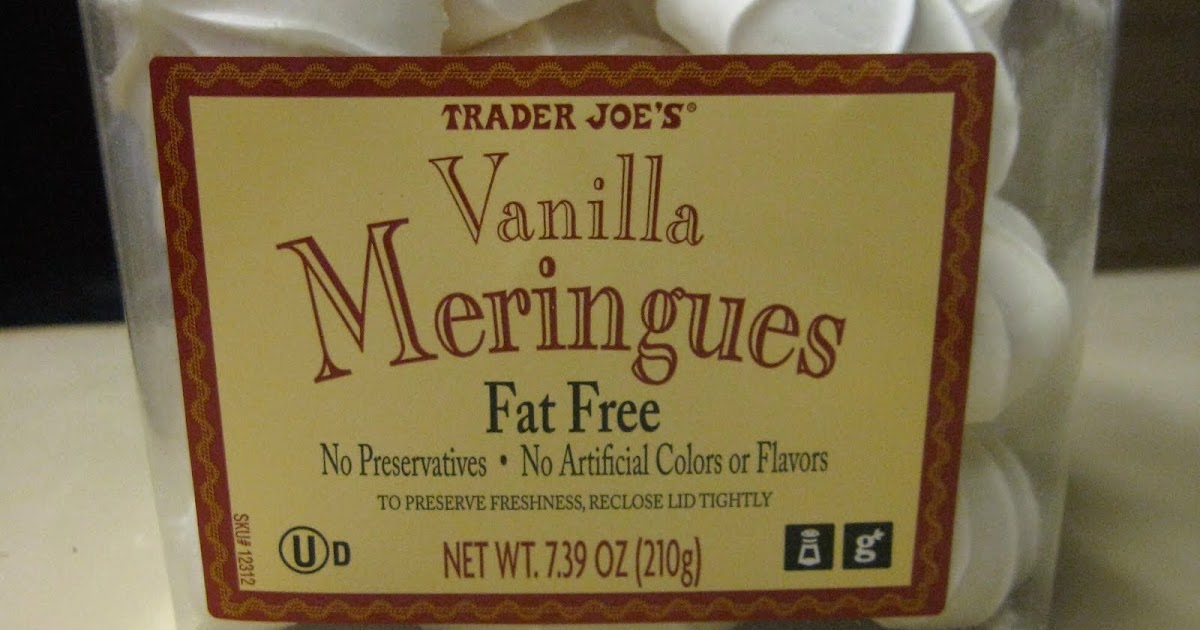 TRADER JOE'S®
Vanilla
Meringues
Fat Free
No Preservatives • No Artificial Colors or Flavors
TO PRESERVE FRESHNESS, RECLOSE LID TIGHTLY
SKU# 12312
U D
NET WT. 7.39 OZ (210g)
g